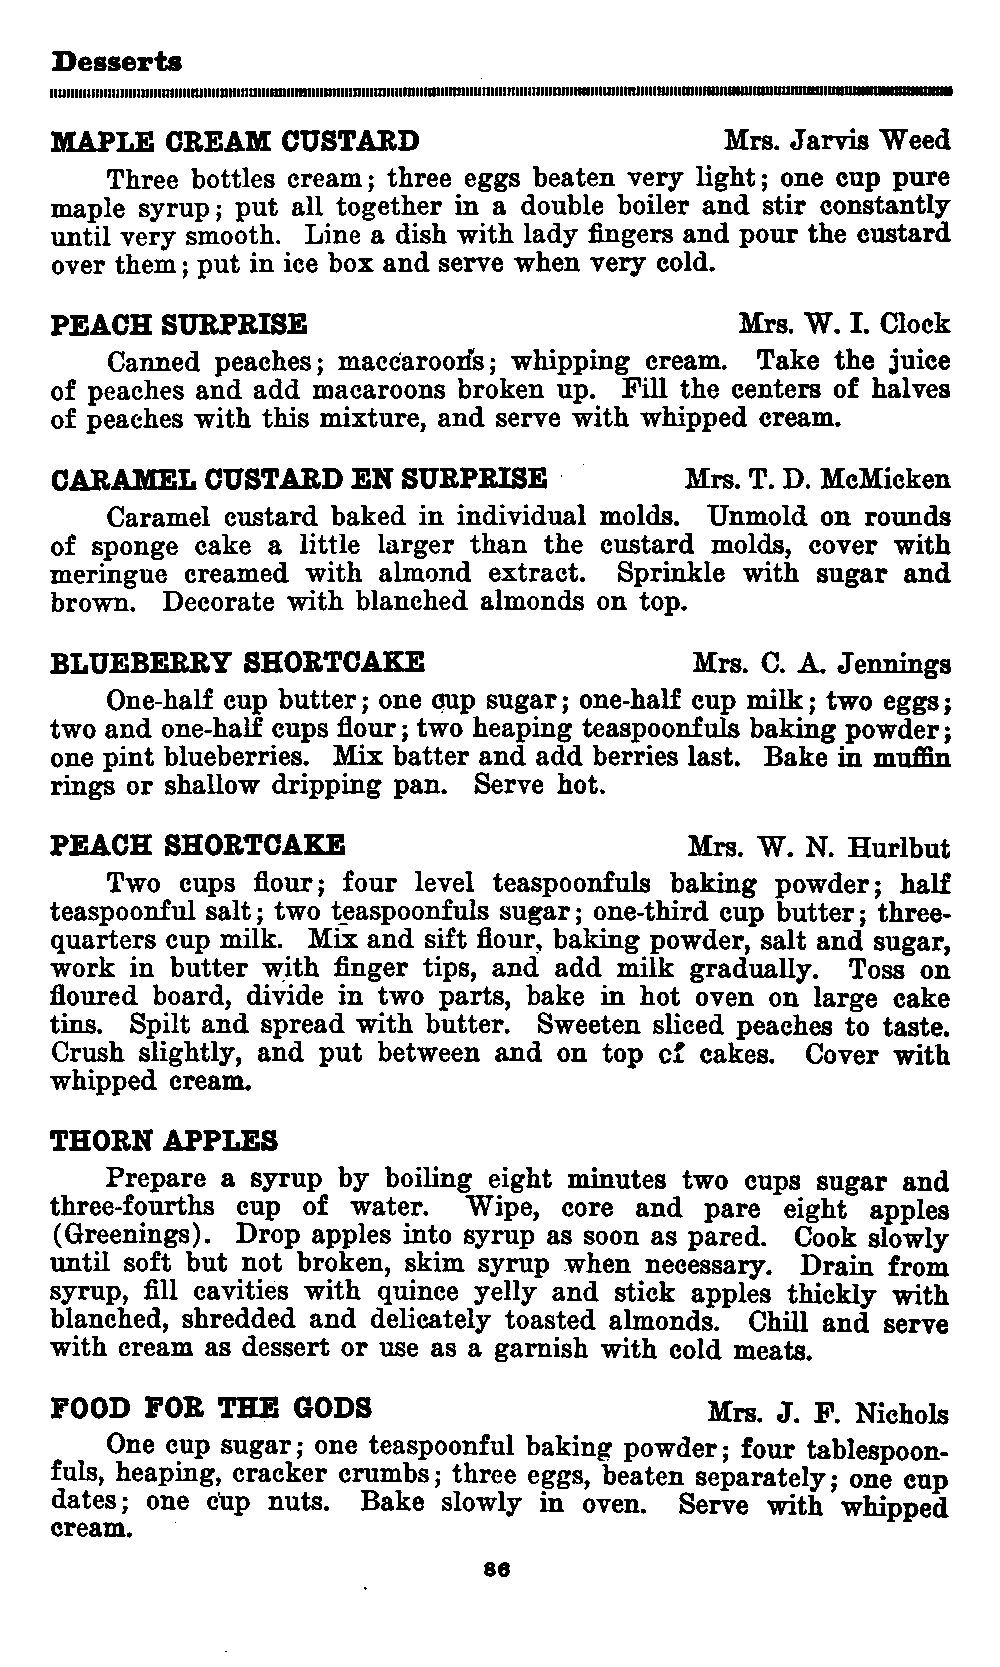 Desserts
MAPLE CREAM CUSTARD Mrs. Jarvis Weed
Three bottles cream; three eggs beaten very light; one cup pure
maple syrup; put all together in a double boiler and stir constantly
until very smooth. Line a dish with lady fingers and pour the custard
over them; put in ice box and serve when very cold.
PEACH SURPRISE Mrs. W. I. Clock
Canned peaches; maccaroons; whipping cream. Take the juice
of peaches and add macaroons broken up. Fill the centers of halves
of peaches with this mixture, and serve with whipped cream.
CARAMEL CUSTARD EN SURPRISE Mrs. T. D. McMicken
Caramel custard baked in individual molds. Unmold on rounds
of sponge cake a little larger than the custard molds, cover with
meringue creamed with almond extract. Sprinkle with sugar and
brown. Decorate with blanched almonds on top.
BLUEBERRY SHORTCAKE Mrs. C. A. Jennings
One-half cup butter; one cup sugar; one-half cup milk; two eggs;
two and one-half cups flour; two heaping teaspoonfuls baking powder;
one pint blueberries. Mix batter and add berries last. Bake in muffin
rings or shallow dripping pan. Serve hot.
PEACH SHORTCAKE Mrs. W. N. Hurlbut
Two cups flour; four level teaspoonfuls baking powder; half
teaspoonful salt; two teaspoonfuls sugar; one-third cup butter; three-
quarters cup milk. Mix and sift flour, baking powder, salt and sugar,
work in butter with finger tips, and add milk gradually. Toss on
floured board, divide in two parts, bake in hot oven on large cake
tins. Spilt and spread with butter. Sweeten sliced peaches to taste.
Crush slightly, and put between and on top of cakes. Cover with
whipped cream.
THORN APPLES
Prepare a syrup by boiling eight minutes two cups sugar and
three-fourths cup of water. Wipe, core and pare eight apples
(Greenings). Drop apples into syrup as soon as pared. Cook slowly
until soft but not broken, skim syrup when necessary. Drain from
syrup, fill cavities with quince yelly and stick apples thickly with
blanched, shredded and delicately toasted almonds. Chill and serve
with cream as dessert or use as a garnish with cold meats.
FOOD FOR THE GODS Mrs. J. F. Nichols
One cup sugar; one teaspoonful baking powder; four tablespoon-
fuls, heaping, cracker crumbs; three eggs, beaten separately; one cup
dates; one cup nuts. Bake slowly in oven. Serve with whipped
cream.
86